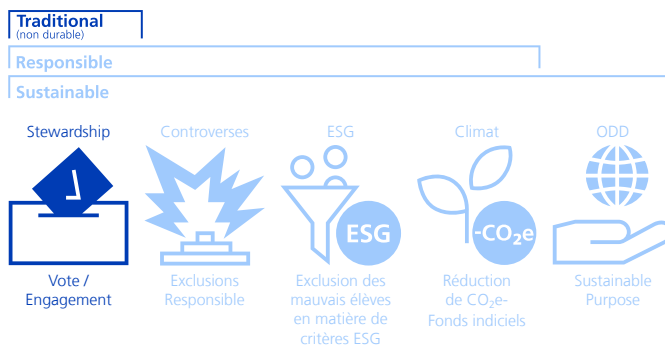 Traditional
(non durable)
Responsible
Sustainable
Stewardship
Controverses
ESG
Climat
ODD
ESG
-CO₂e
Vote /
Engagement
Exclusions
Responsible
Exclusion des
mauvais élèves
en matière de
critères ESG
Réduction
de CO₂e-
Fonds indiciels
Sustainable
Purpose